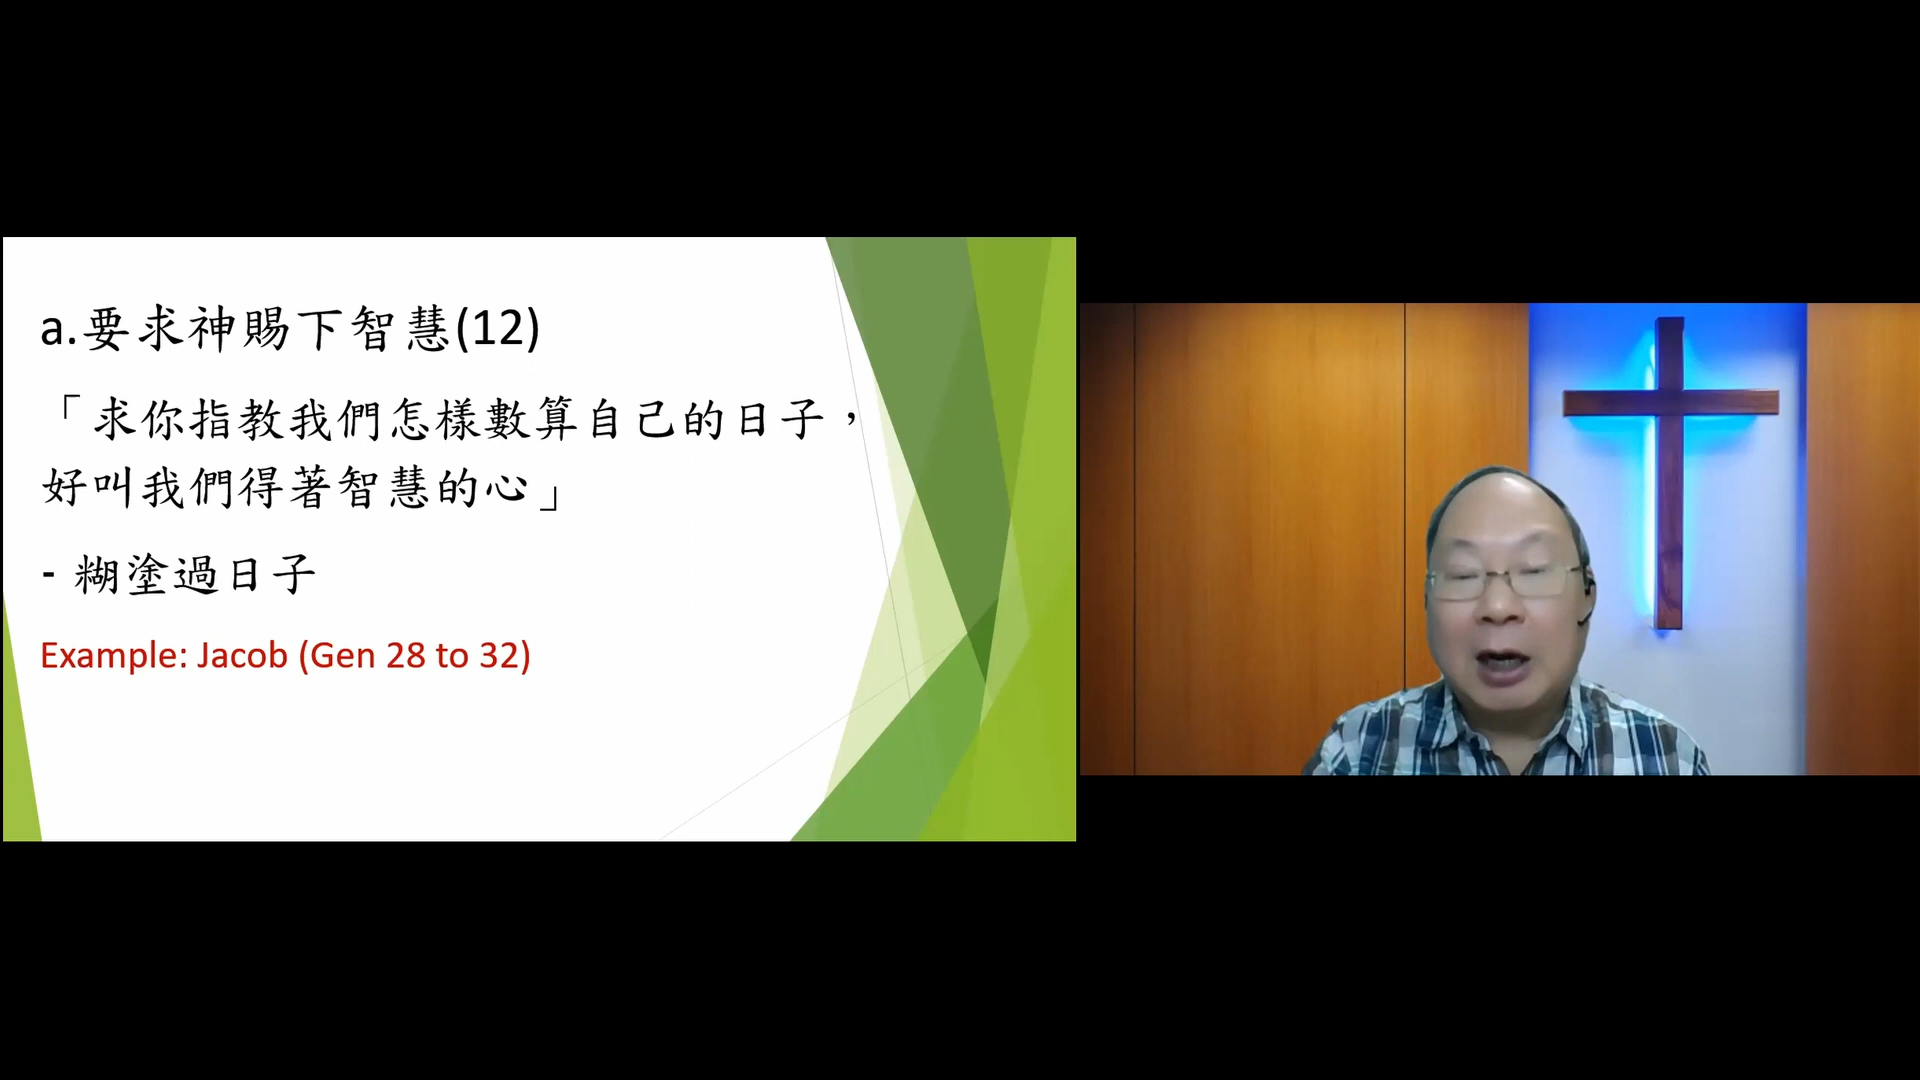 a.要求神賜下智慧(12)
「求你指教我們怎樣數算自己的日子，
好叫我們得著智慧的心」
- 糊塗過日子
Example: Jacob (Gen 28 to 32)